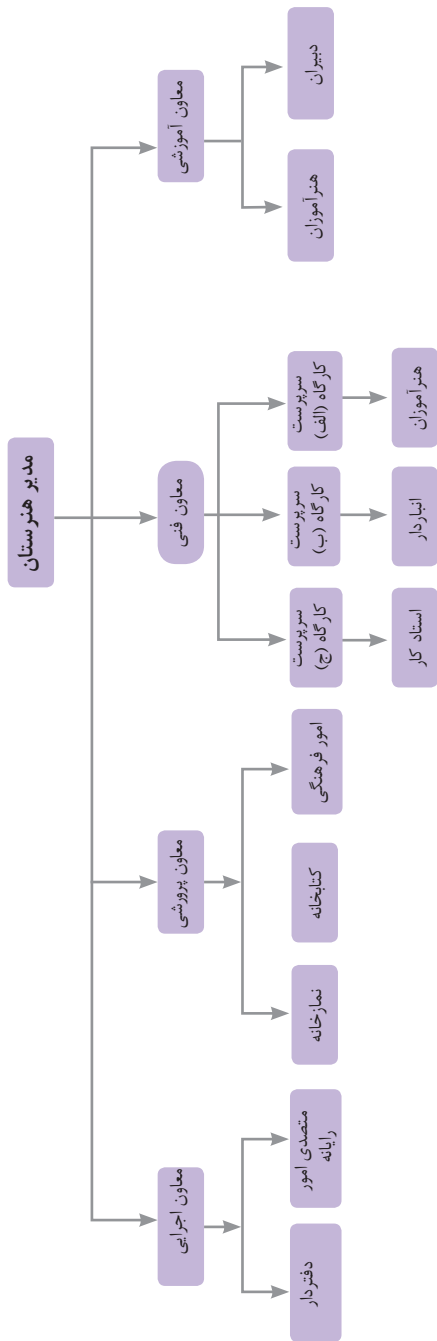 مدیر هنرستان
معاون آموزشی
معاون فنی
معاون پرورشی
معاون اجرایی
دبیران
هنرآموزان
سرپرست
کارگاه (الف)
سرپرست
کارگاه (ب)
سرپرست
کارگاه (ج)
امور فرهنگی
کتابخانه
نمازخانه
متصدی امور
رایانه
دفتردار
هنرآموزان
انباردار
استاد کار